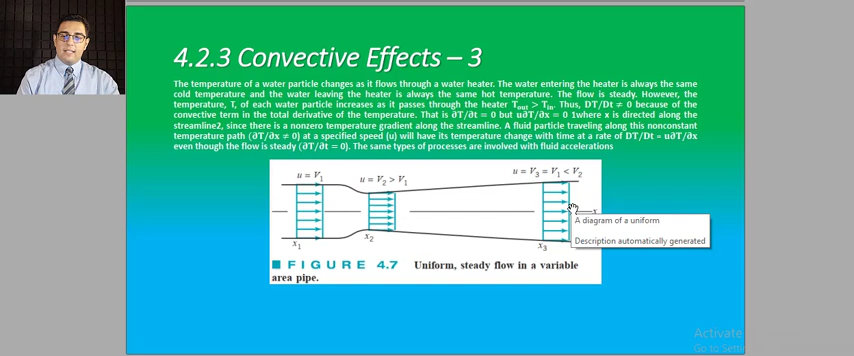 4.2.3 Convective Effects – 3
The temperature of a water particle changes as it flows through a water heater. The water entering the heater is always the same
cold temperature and the water leaving the heater is always the same hot temperature. The flow is steady. However, the
temperature, T, of each water particle increases as it passes through the heater Tout > Tin. Thus, DT/Dt ≠ 0 because of the
convective term in the total derivative of the temperature. That is ∂T/∂t = 0 but u∂T/∂x = 0 1where x is directed along the
streamline2, since there is a nonzero temperature gradient along the streamline. A fluid particle traveling along this nonconstant
temperature path (∂T/∂x ≠ 0) at a specified speed (u) will have its temperature change with time at a rate of DT/Dt = u∂T/∂x
even though the flow is steady (∂T/∂t = 0). The same types of processes are involved with fluid accelerations
u = V1
u = V2 > V1
u = V3 = V1 < V2
x
x1
x2
x3
A diagram of a uniform
Description automatically generated
FIGURE 4.7 Uniform, steady flow in a variable
area pipe.
Activate
Go to Setti